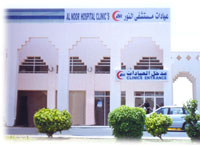 AL NOOR HOSPITAL CLINIC'S
عيادات مستشفى النور
مدخل العيادات
CLINICS ENTRANCE